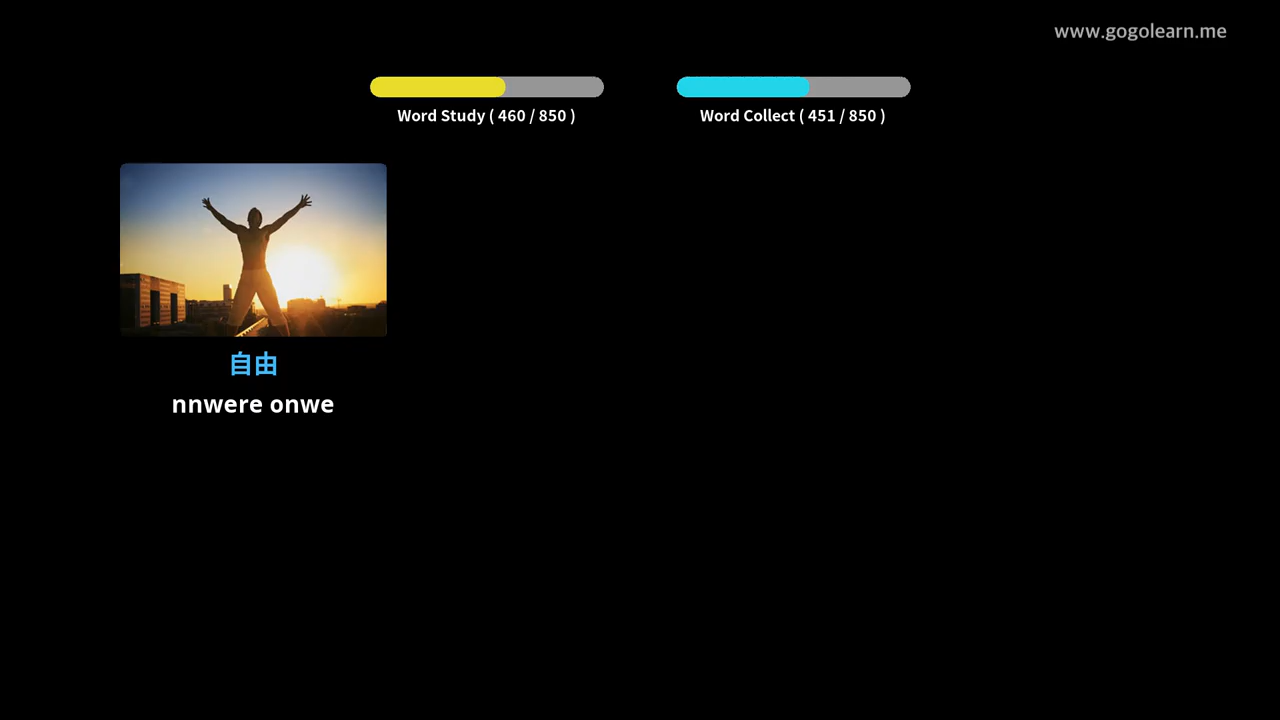 www.gogolearn.me
Word Study ( 460 / 850 )
Word Collect ( 451 / 850 )
自由
nnwere onwe